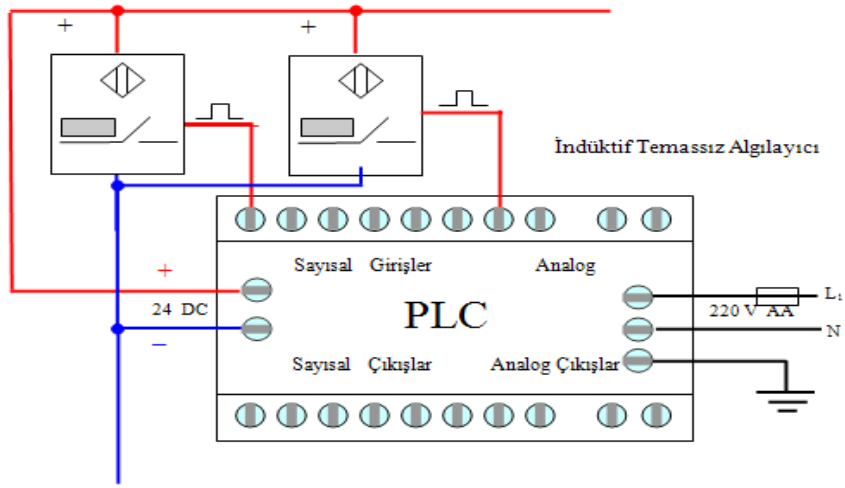 +
+
İndüktif Temassız Algılayıcı
Sayısal Girişler Analog
+
24 DC
–
PLC
L₁
220 V AA
N
Sayısal Çıkışlar Analog Çıkışlar